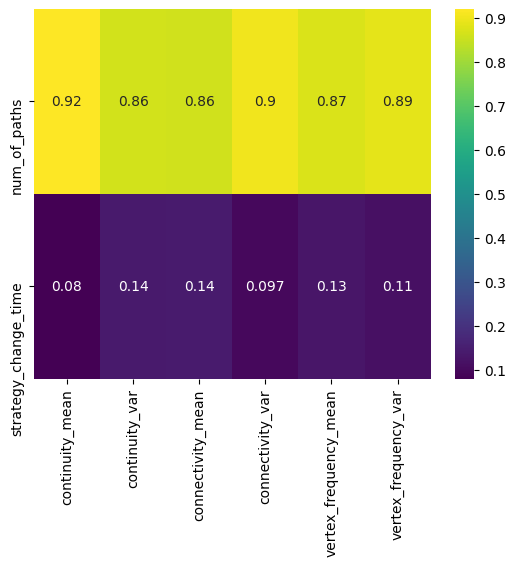 num_of_paths
0.92 0.86 0.86 0.9 0.87 0.89
strategy_change_time
0.08 0.14 0.14 0.097 0.13 0.11
continuity_mean
continuity_var
connectivity_mean
connectivity_var
vertex_frequency_mean
vertex_frequency_var
0.9
0.8
0.7
0.6
0.5
0.4
0.3
0.2
0.1